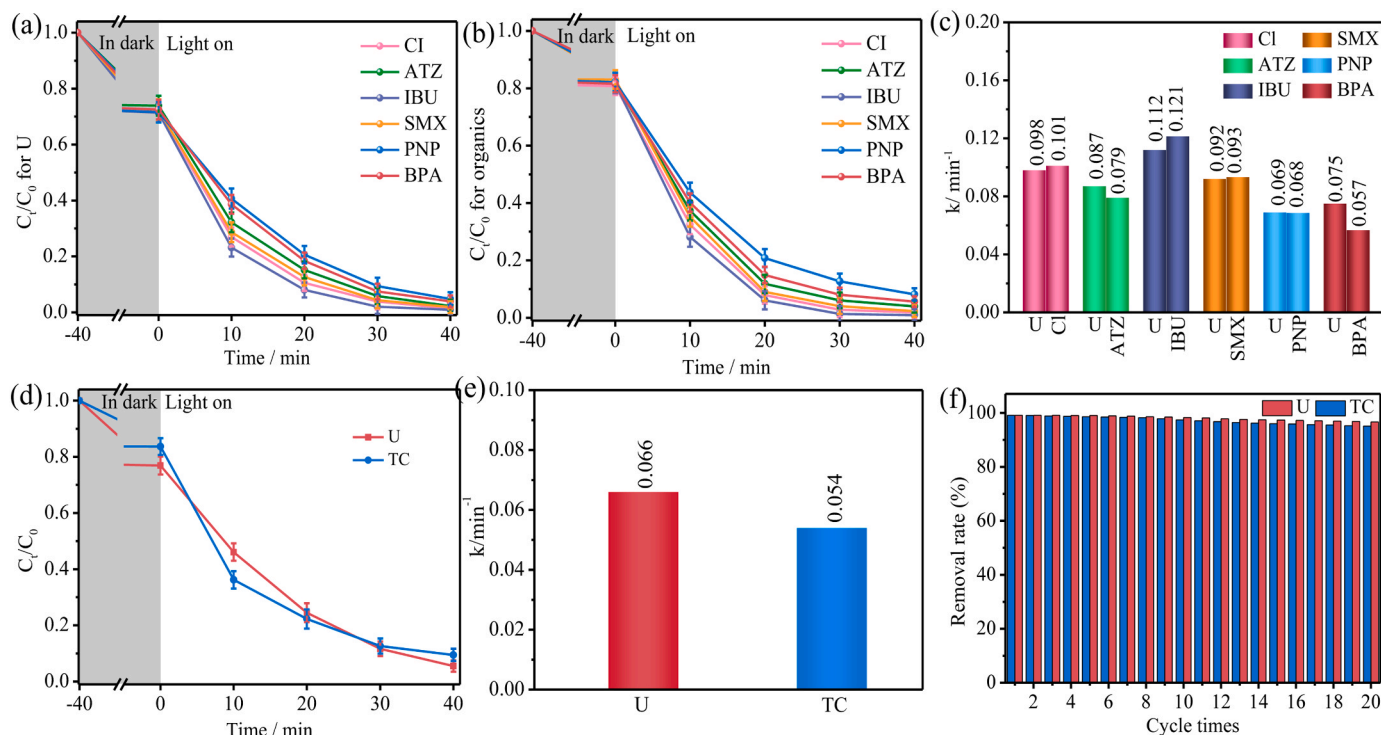 (a)
1.0
0.8
0.6
0.4
0.2
0.0
Cₜ/C₀ for U
In dark
Light on
CI
ATZ
IBU
SMX
PNP
BPA
-40
0
10
20
30
40
Time / min
(b)
1.0
0.8
0.6
0.4
0.2
0.0
Cₜ/C₀ for organics
In dark
Light on
CI
ATZ
IBU
SMX
PNP
BPA
-40
0
10
20
30
40
Time / min
(c)
0.20
0.16
0.12
0.08
0.04
0.00
k/ min⁻¹
Cl
SMX
ATZ
PNP
IBU
BPA
0.098
0.101
0.087
0.079
0.112
0.121
0.092
0.093
0.069
0.068
0.075
0.057
U
Cl
U
ATZ
U
IBU
U
SMX
U
PNP
U
BPA
(d)
1.0
0.8
0.6
0.4
0.2
0.0
Cₜ/C₀
In dark
Light on
U
TC
-40
0
10
20
30
40
Time / min
(e)
0.10
0.08
0.06
0.04
0.02
0.00
k/min⁻¹
0.066
0.054
U
TC
(f)
100
80
60
40
20
0
Removal rate (%)
U
TC
2
4
6
8
10
12
14
16
18
20
Cycle times